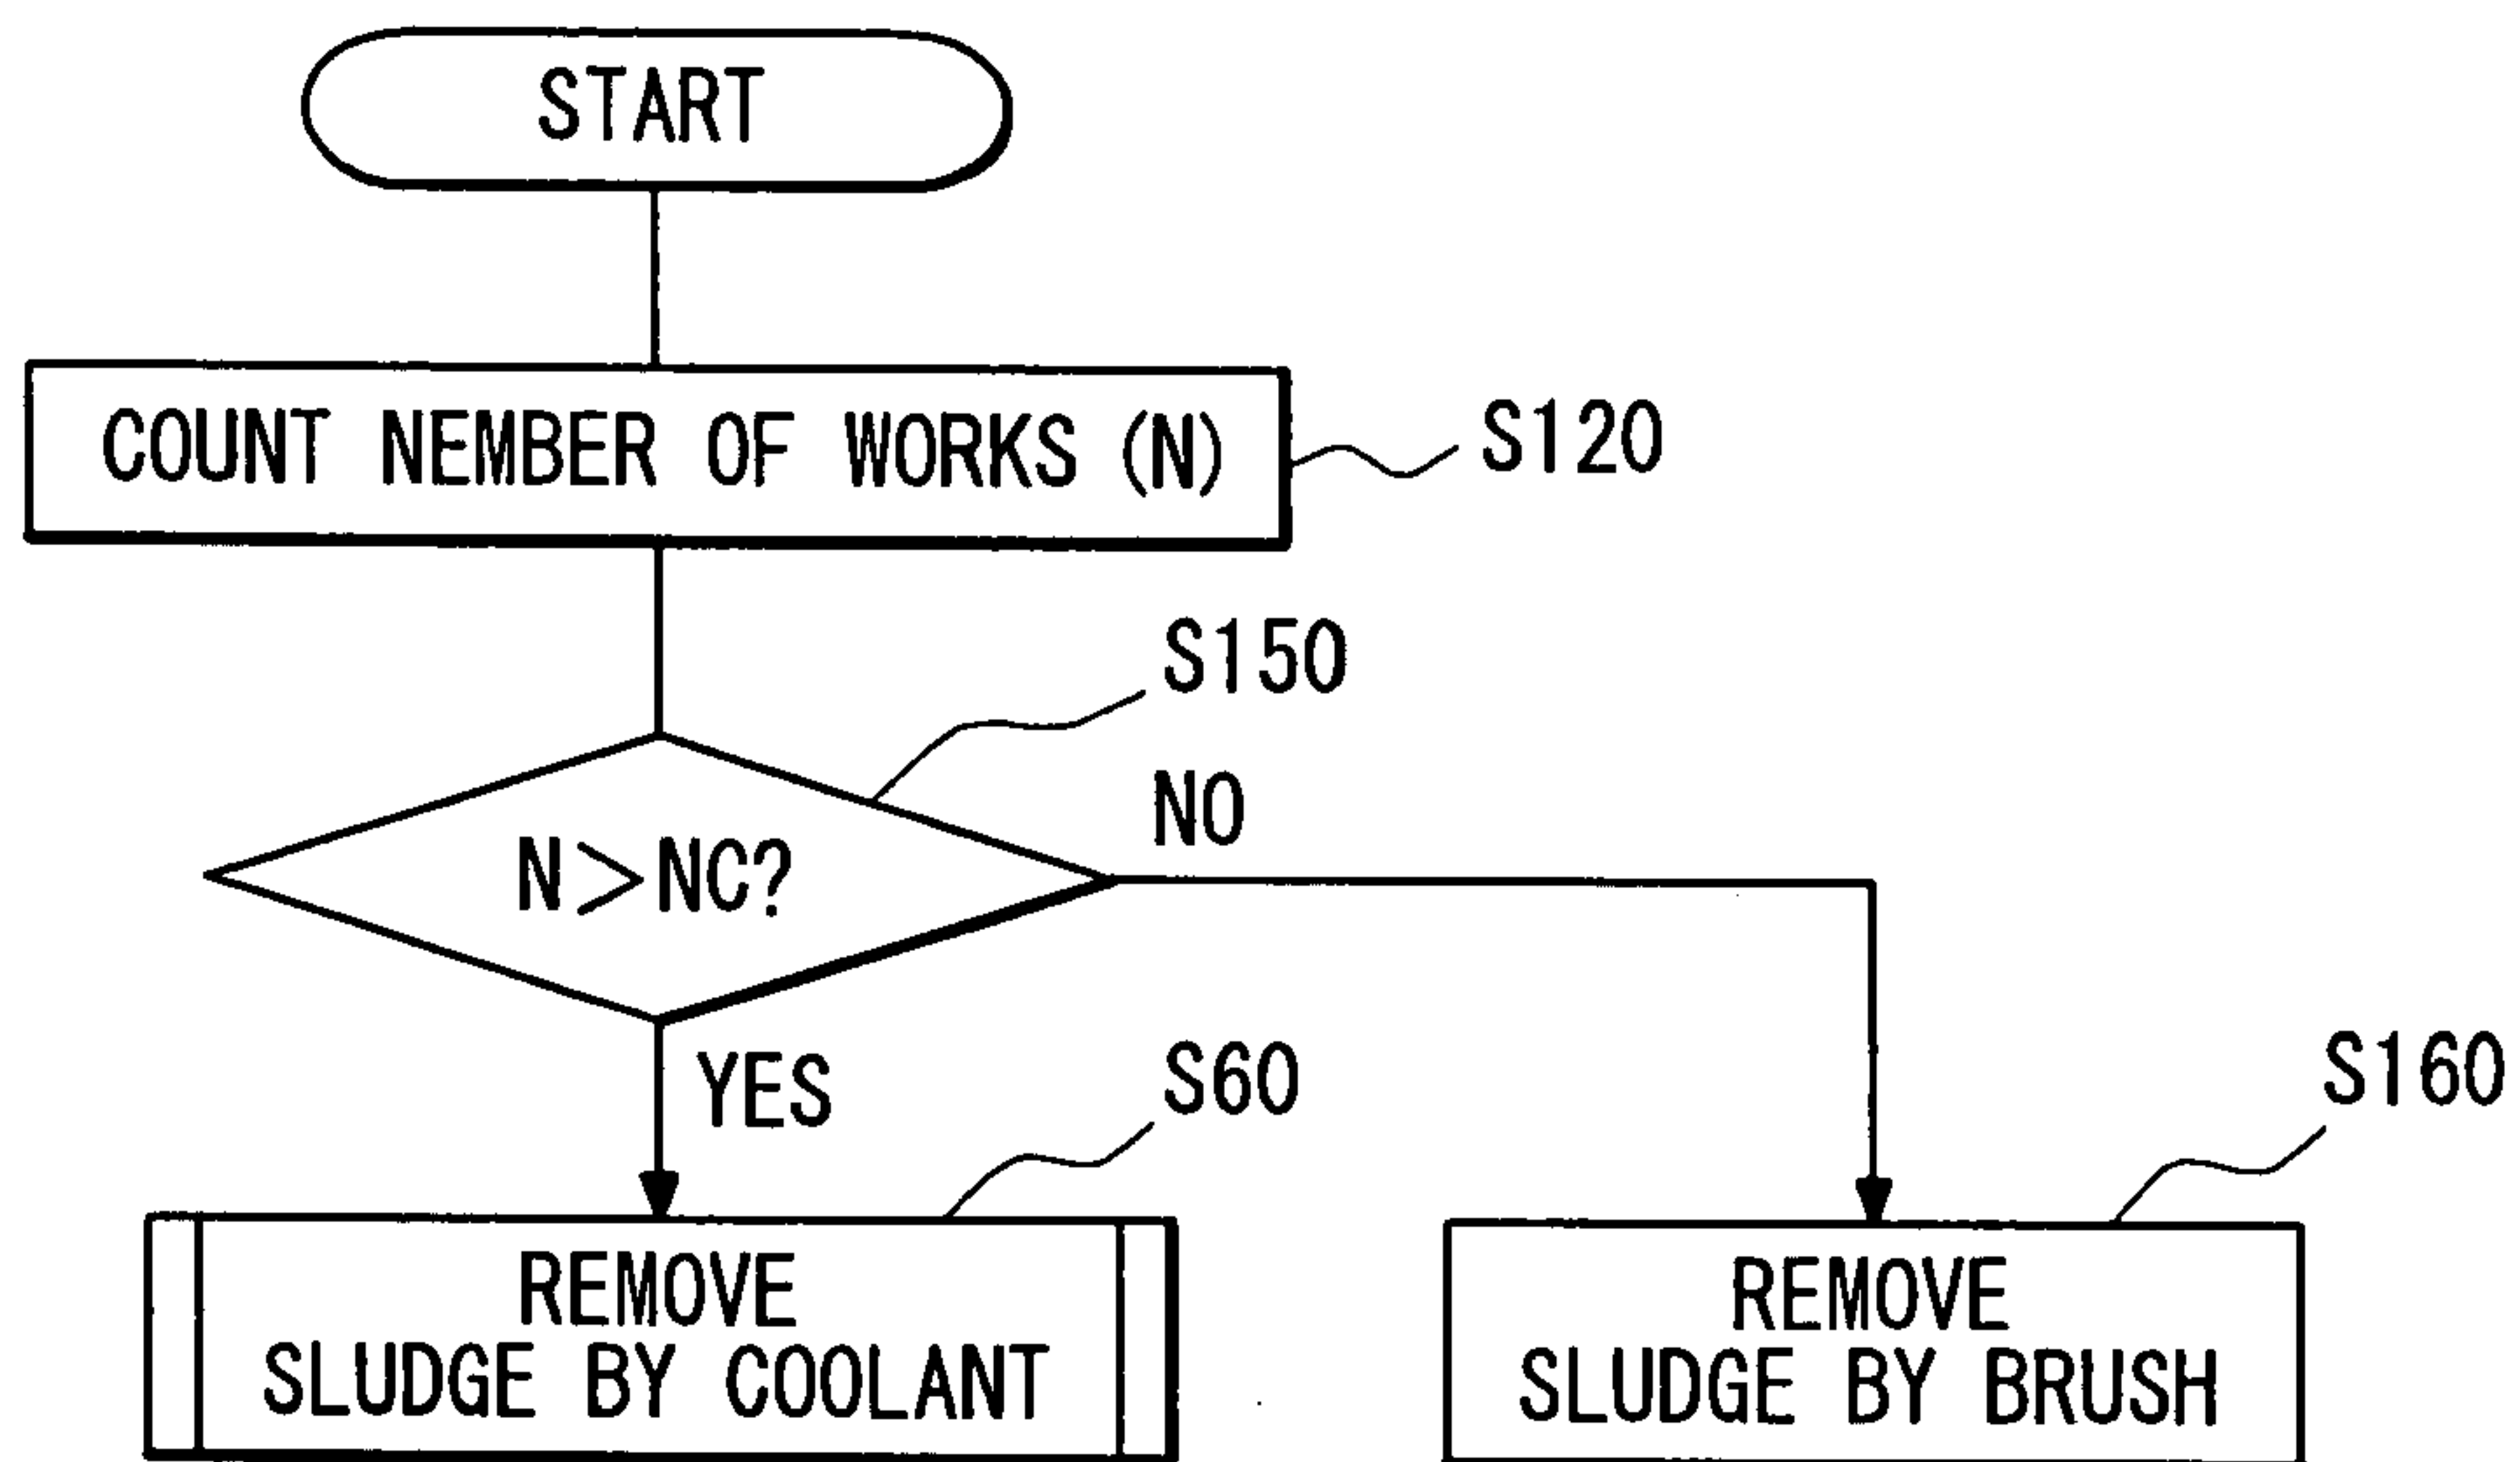 START
COUNT NEMBER OF WORKS (N)
S120
S150
NO
N>NC?
YES
S60
S160
REMOVE
SLUDGE BY COOLANT
REMOVE
SLUDGE BY BRUSH